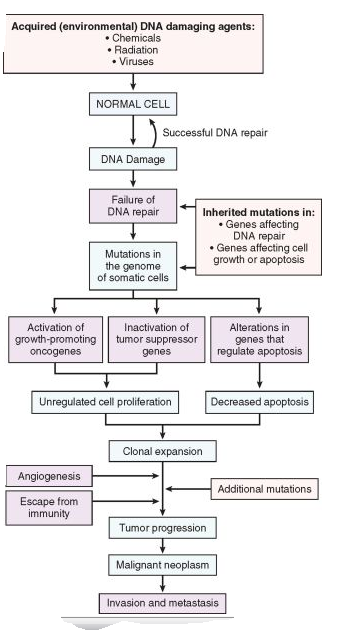 Acquired (environmental) DNA damaging agents:
• Chemicals
• Radiation
• Viruses
NORMAL CELL
Successful DNA repair
DNA Damage
Failure of
DNA repair
Inherited mutations in:
• Genes affecting
DNA repair
• Genes affecting cell
growth or apoptosis
Mutations in
the genome
of somatic cells
Activation of
growth-promoting
oncogenes
Inactivation of
tumor suppressor
genes
Alterations in
genes that
regulate apoptosis
Unregulated cell proliferation
Decreased apoptosis
Clonal expansion
Angiogenesis
Additional mutations
Escape from
immunity
Tumor progression
Malignant neoplasm
Invasion and metastasis